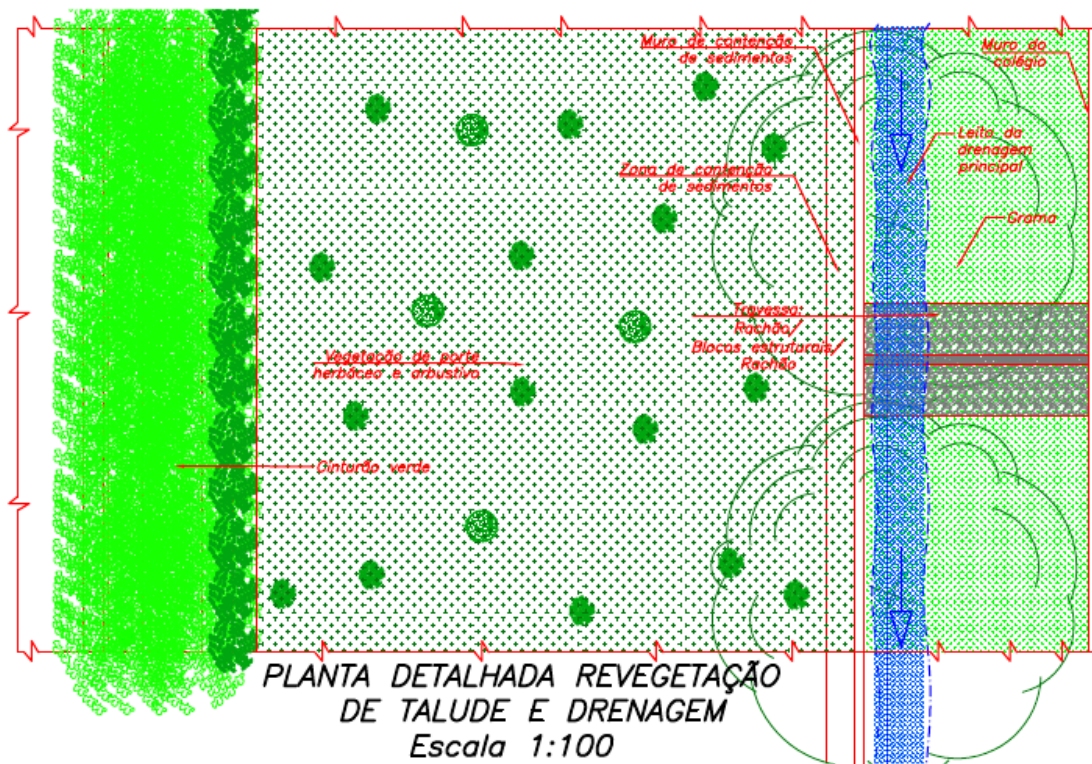 Muro de contenção
de sedimentos
Muro do
colégio
Leito da
drenagem
principal
Zona de contenção
de sedimentos
Grama
Travessa:
Rachão/
Blocos estruturais/
Rachão
Vegetação de porte
herbáceo e arbustivo
Cinturão verde
PLANTA DETALHADA REVEGETAÇÃO
DE TALUDE E DRENAGEM
Escala 1:100